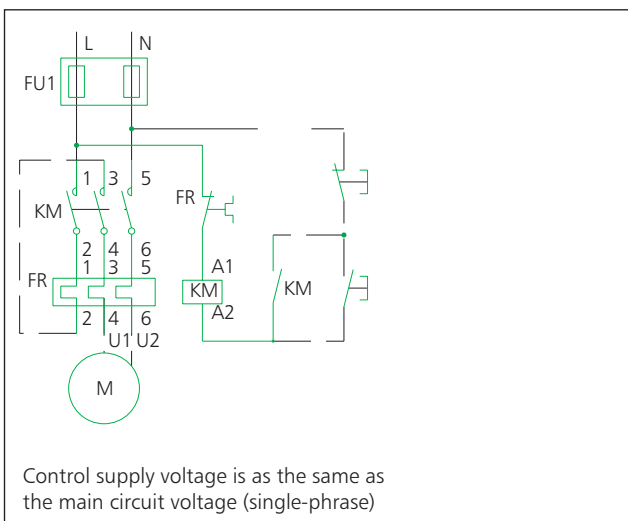 L N
FU1
1 3 5
KM
FR
2 4 6
1 3 5
FR
A1
KM
A2
KM
2 4 6
U1 U2
M
Control supply voltage is as the same as
the main circuit voltage (single-phrase)